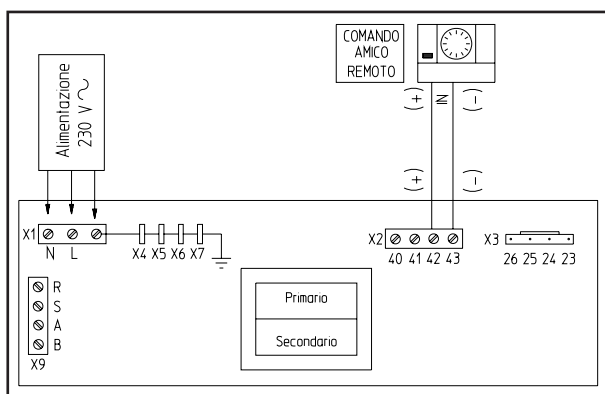 COMANDO
AMICO
REMOTO
Alimentazione
230 V
(+) IN (-)
(+) (-)
X1
N L
X4 X5 X6 X7
X2
40 41 42 43
X3
26 25 24 23
R
S
A
B
X9
Primario
Secondario